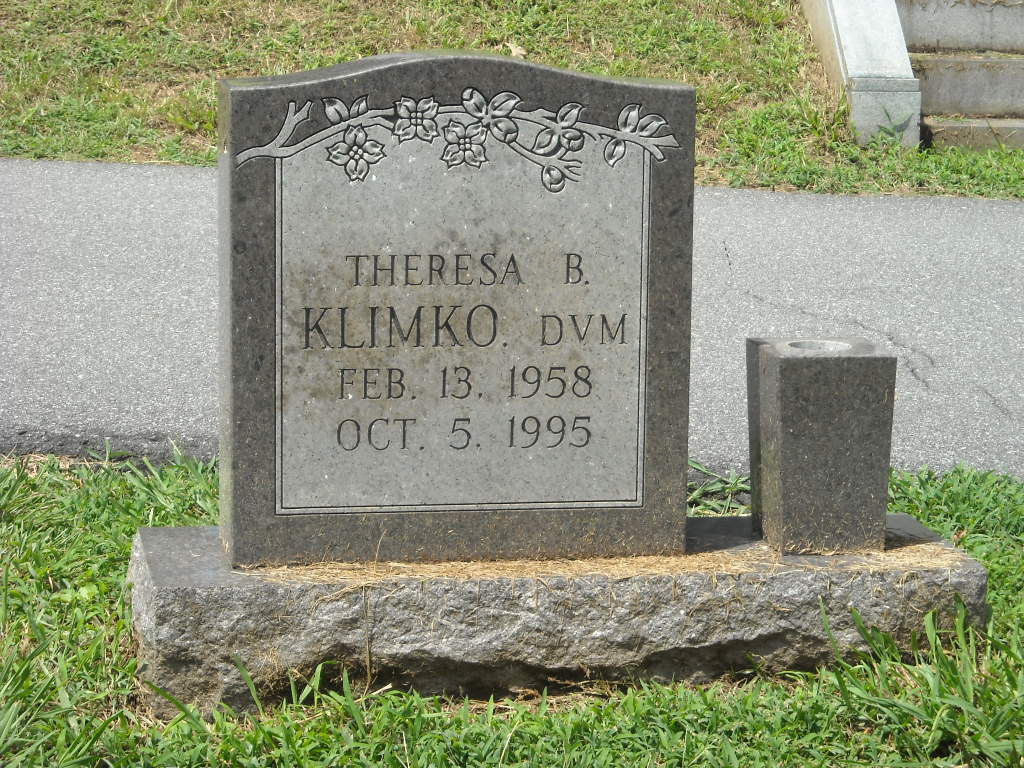 THERESA B.
KLIMKO. DVM
FEB. 13, 1958
OCT. 5. 1995